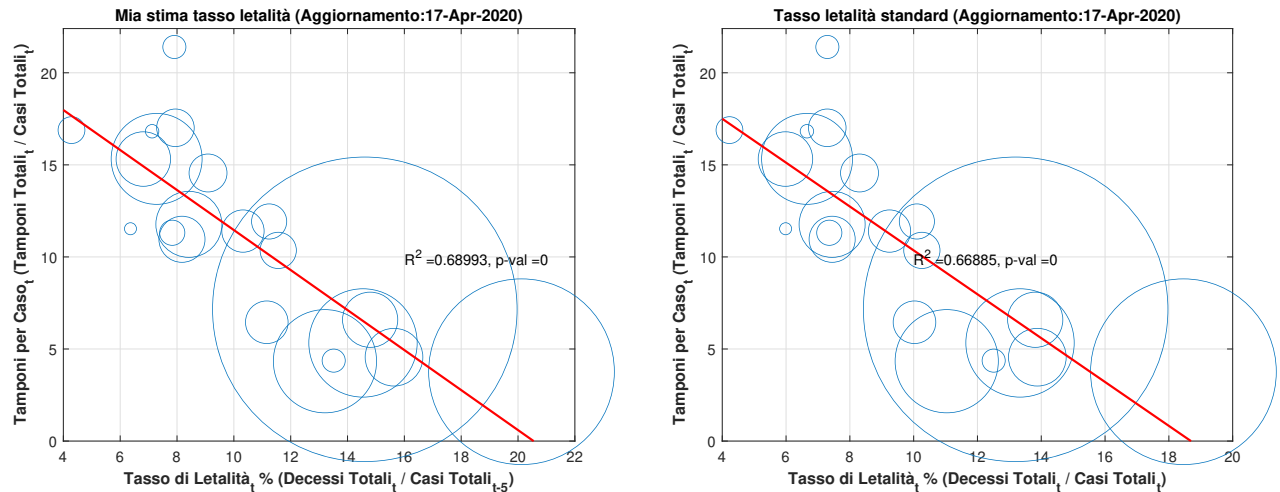 Mia stima tasso letalità (Aggiornamento:17-Apr-2020)
Tamponi per Caso_t (Tamponi Totali_t / Casi Totali_t)
20
15
10
5
0
R^2 =0.68993, p-val =0
4 6 8 10 12 14 16 18 20 22
Tasso di Letalità_t % (Decessi Totali_t / Casi Totali_t-5)
Tasso letalità standard (Aggiornamento:17-Apr-2020)
Tamponi per Caso_t (Tamponi Totali_t / Casi Totali_t)
20
15
10
5
0
R^2 =0.66885, p-val =0
4 6 8 10 12 14 16 18 20
Tasso di Letalità_t % (Decessi Totali_t / Casi Totali_t)